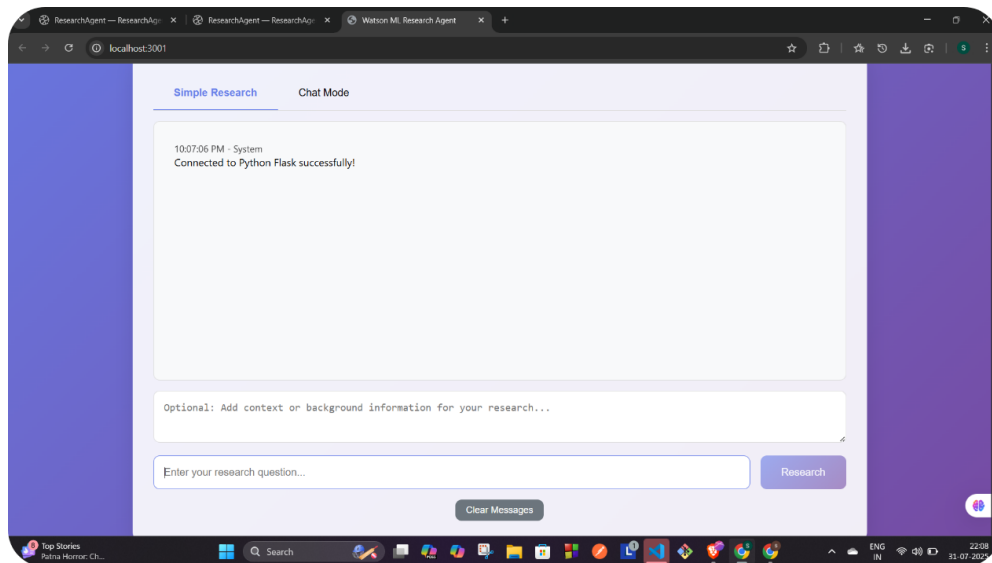 ResearchAgent — ResearchAge
ResearchAgent — ResearchAge
Watson ML Research Agent
localhost:3001
S
Simple Research
Chat Mode
10:07:06 PM - System
Connected to Python Flask successfully!
Optional: Add context or background information for your research...
Enter your research question...
Research
Clear Messages
8
Top Stories
Patna Horror: Ch...
Search
L
1
ENG
IN
22:08
31-07-2025